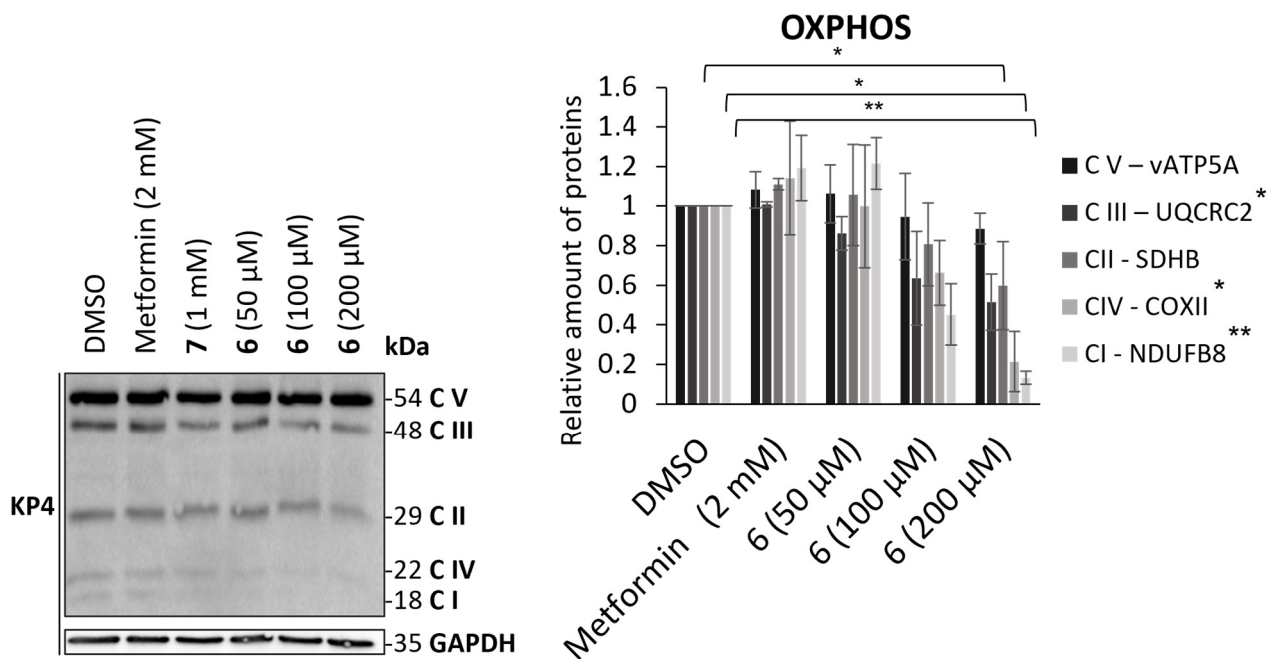 DMSO
Metformin (2 mM)
7 (1 mM)
6 (50 µM)
6 (100 µM)
6 (200 µM)
kDa
KP4
-54 C V
-48 C III
-29 C II
-22 C IV
-18 C I
-35 GAPDH
OXPHOS
*
*
**
Relative amount of proteins
1.6
1.4
1.2
1
0.8
0.6
0.4
0.2
0
DMSO
Metformin (2 mM)
6 (50 µM)
6 (100 µM)
6 (200 µM)
C V – vATP5A
C III – UQCRC2*
CII - SDHB
CIV - COXII*
CI - NDUFB8**